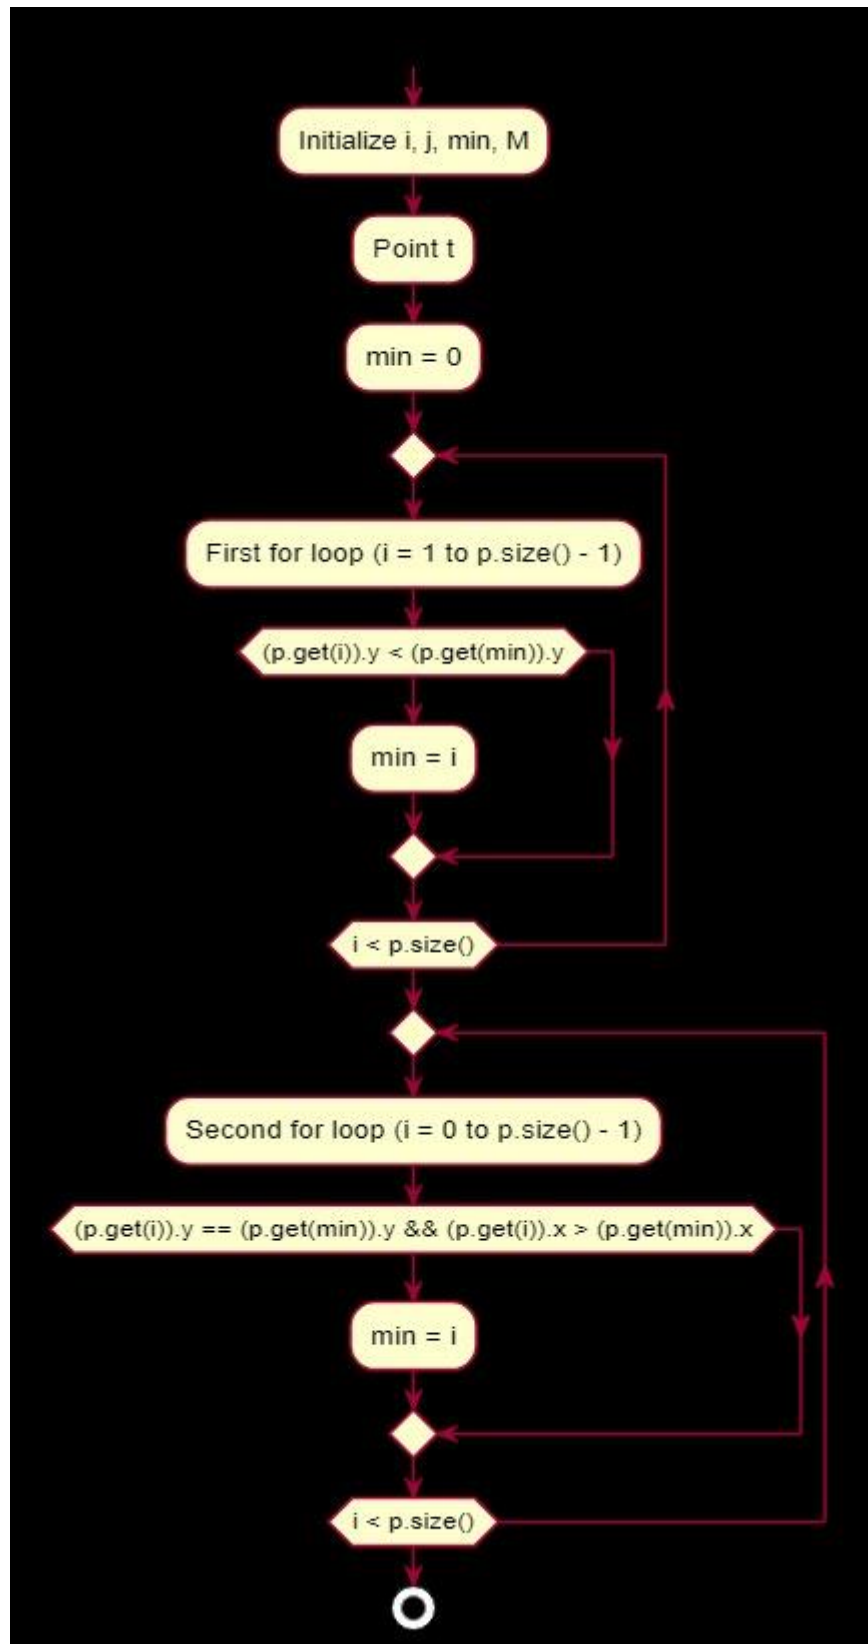 Initialize i, j, min, M
Point t
min = 0
First for loop (i = 1 to p.size() - 1)
(p.get(i)).y < (p.get(min)).y
min = i
i < p.size()
Second for loop (i = 0 to p.size() - 1)
(p.get(i)).y == (p.get(min)).y && (p.get(i)).x > (p.get(min)).x
min = i
i < p.size()